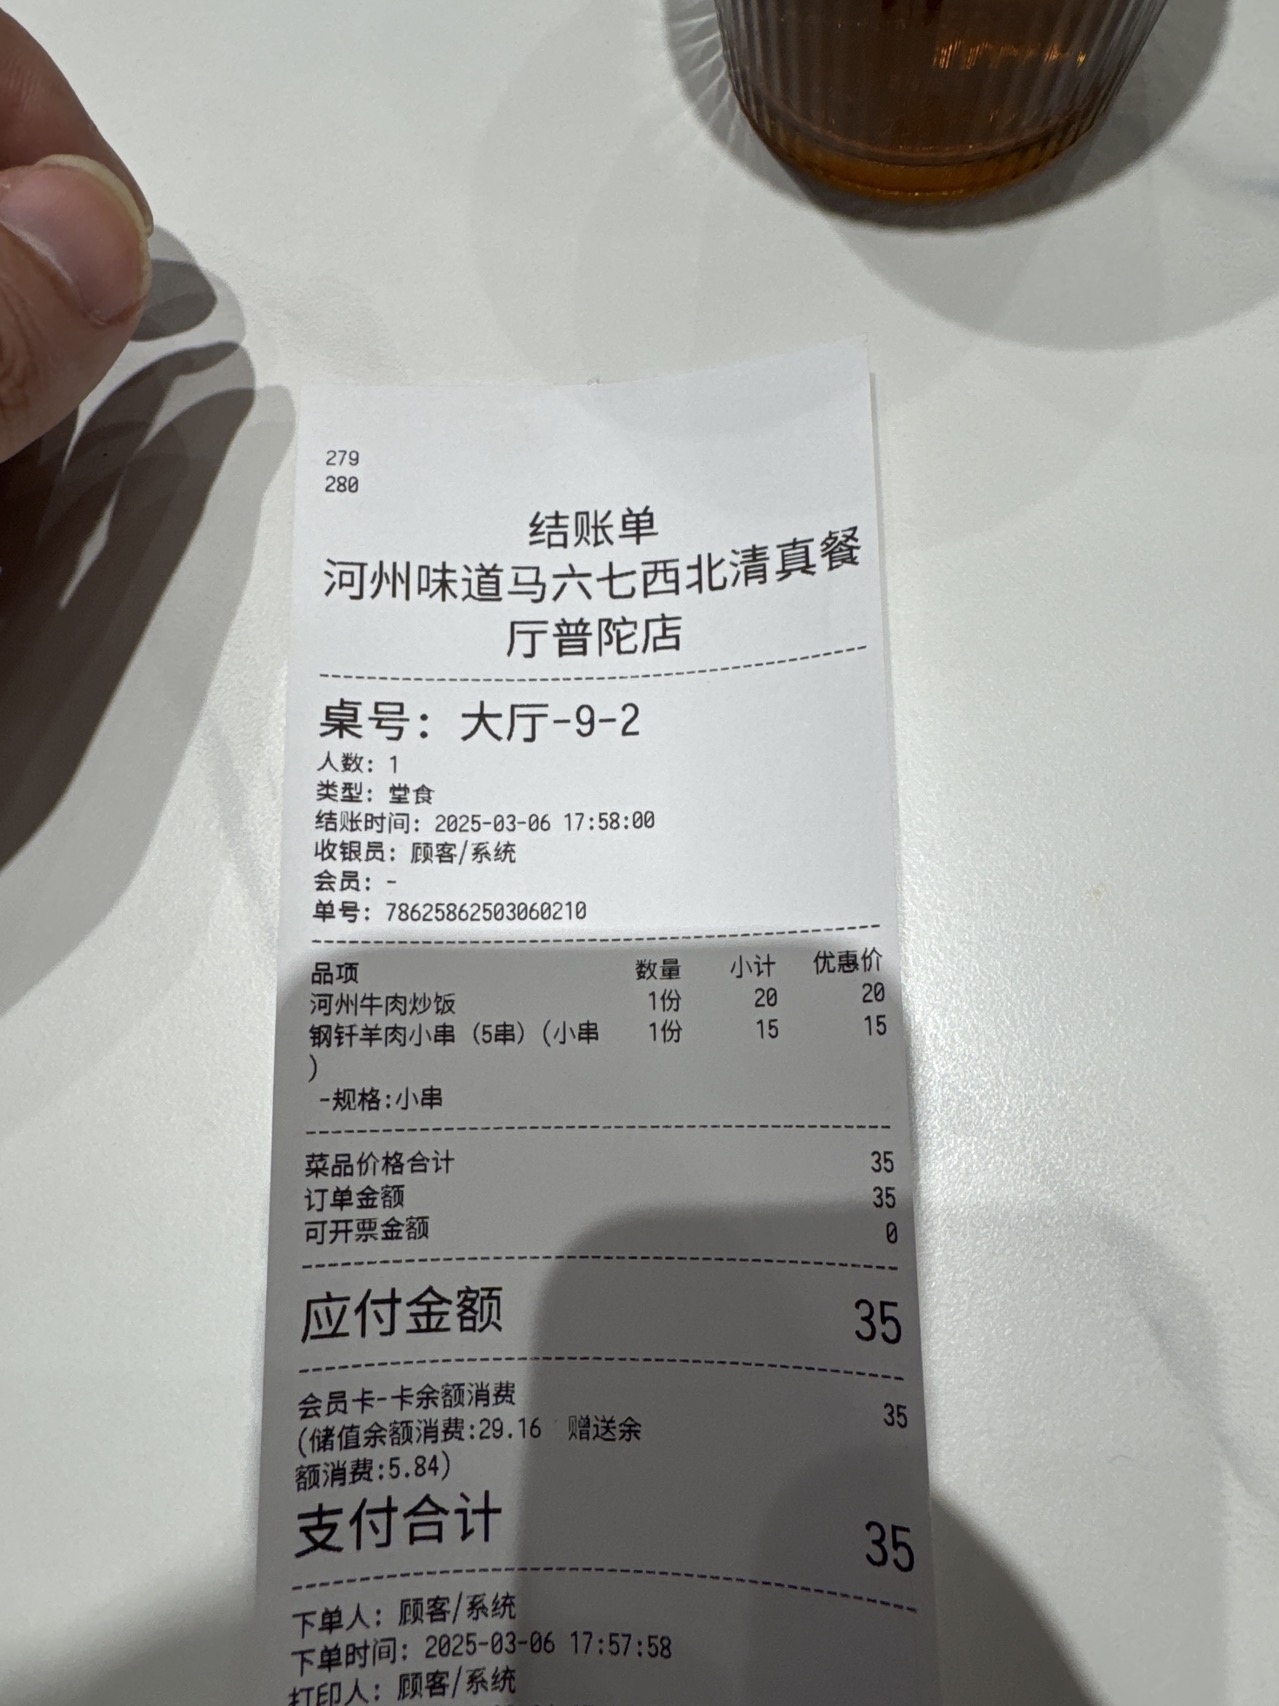 279
280
结账单
河州味道马六七西北清真餐
厅普陀店
桌号：大厅-9-2
人数：1
类型：堂食
结账时间：2025-03-06 17:58:00
收银员：顾客/系统
会员：-
单号：78625862503060210
品项 数量 小计 优惠价
河州牛肉炒饭 1份 20 20
钢钎羊肉小串（5串）(小串 1份 15 15
)
-规格:小串
菜品价格合计 35
订单金额 35
可开票金额 0
应付金额 35
会员卡-卡余额消费 35
(储值余额消费:29.16 赠送余
额消费:5.84)
支付合计 35
下单人：顾客/系统
下单时间：2025-03-06 17:57:58
打印人：顾客/系统